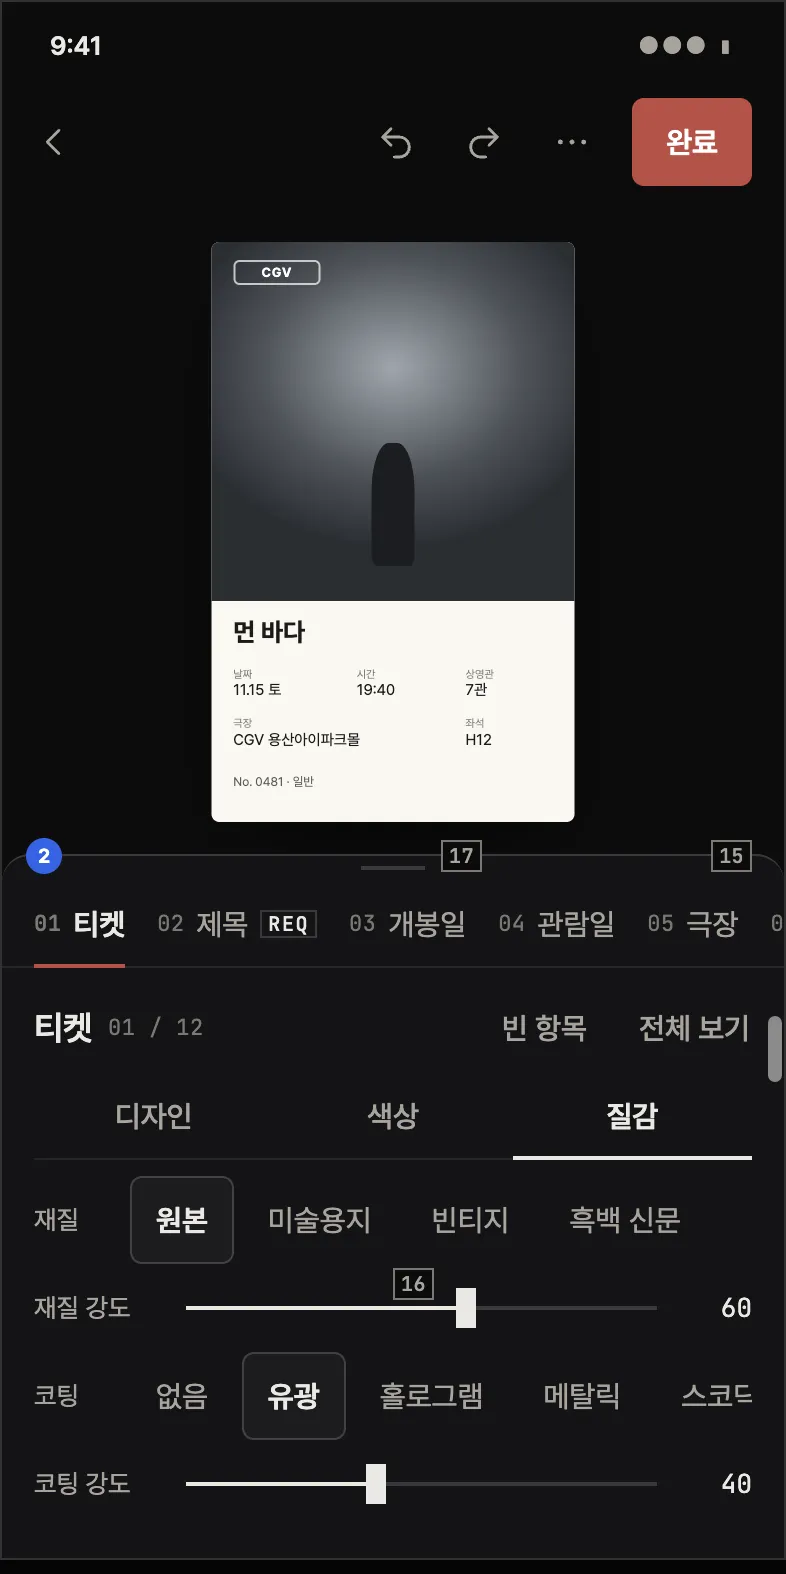 9:41
완료
CGV
먼 바다
날짜 시간 상영관
11.15 토 19:40 7관
극장 좌석
CGV 용산아이파크몰 H12
No. 0481 · 일반
2 17 15
01 티켓 02 제목 REQ 03 개봉일 04 관람일 05 극장 0
티켓 01 / 12 빈 항목 전체 보기
디자인 색상 질감
재질 원본 미술용지 빈티지 흑백 신문
16
재질 강도 60
코팅 없음 유광 홀로그램 메탈릭 스코
코팅 강도 40